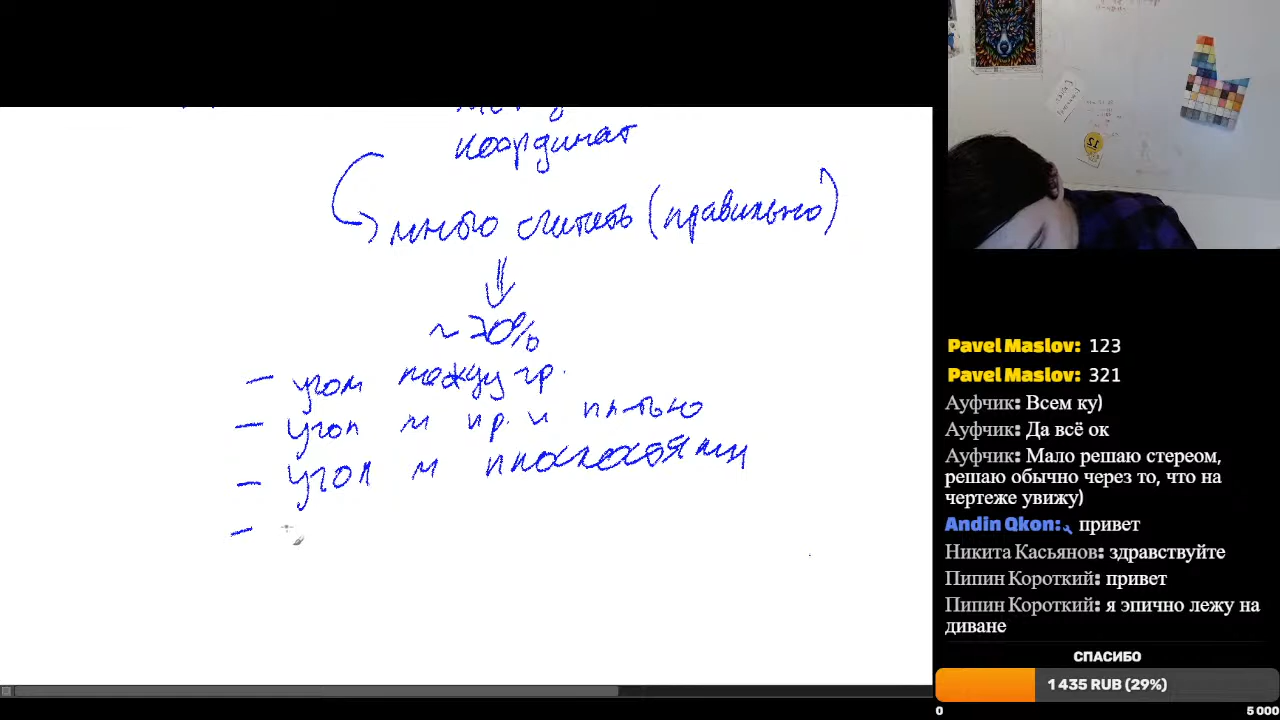 координат
много считать (правильно)
~70%
— угол между пр.
— угол м пр. и пл-тью
— угол м плоскостями
—
Pavel Maslov: 123
Pavel Maslov: 321
Ауфчик: Всем ку)
Ауфчик: Да всё ок
Ауфчик: Мало решаю стереом,
решаю обычно через то, что на
чертеже увижу)
Andin Qkon: привет
Никита Касьянов: здравствуйте
Пипин Короткий: привет
Пипин Короткий: я эпично лежу на
диване
СПАСИБО
1 435 RUB (29%)
0 5 000